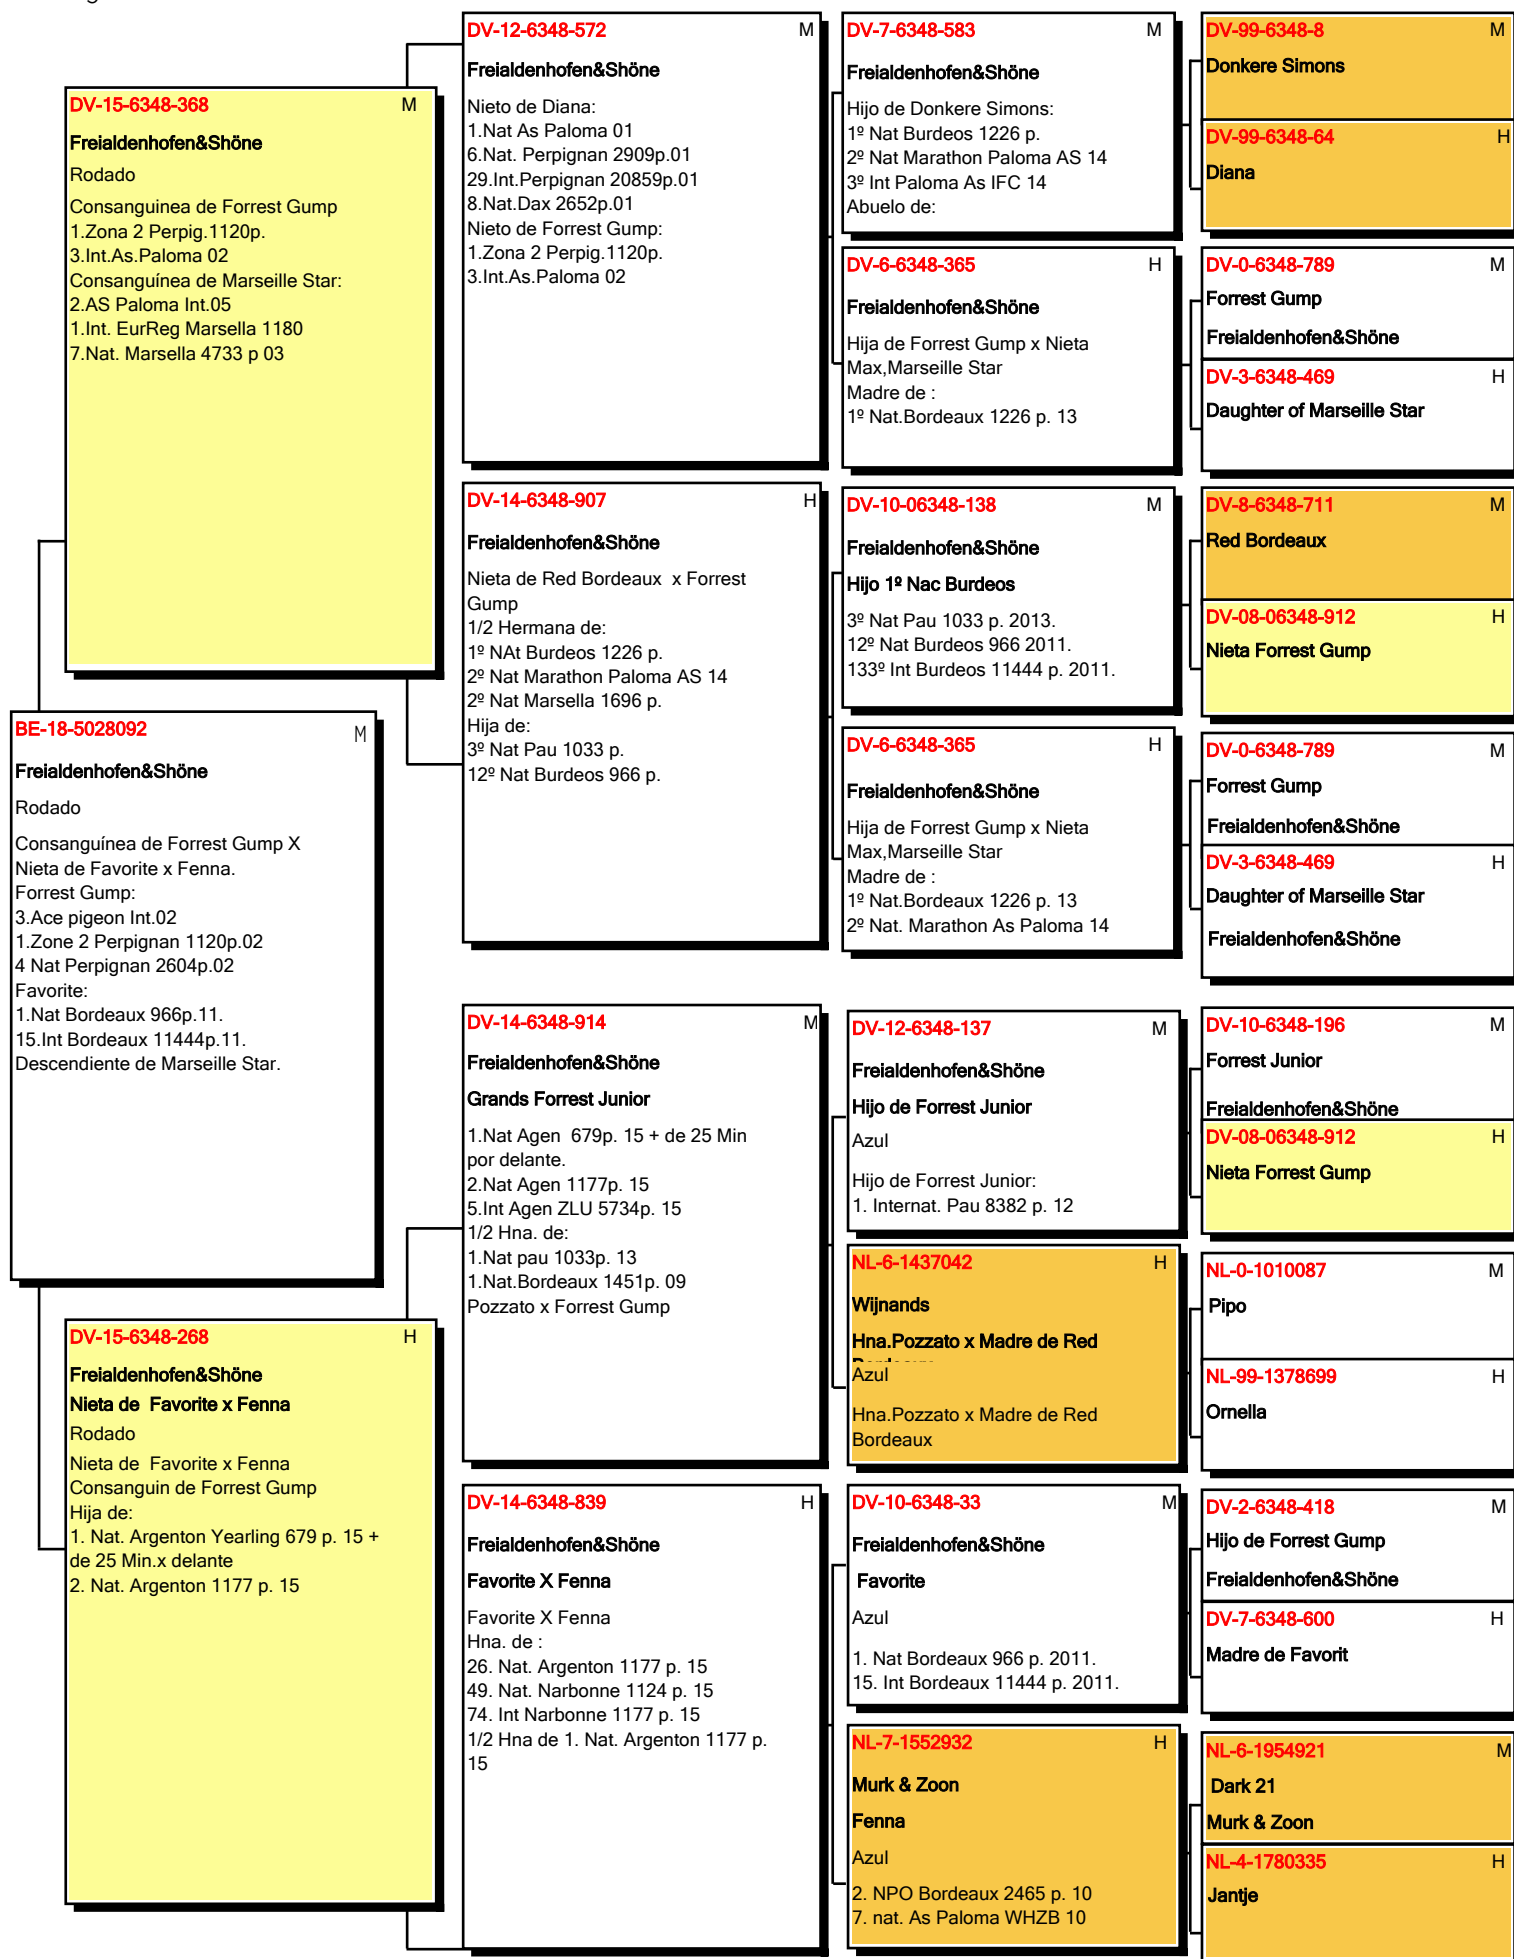 DV-15-6348-368 M
Freialdenhofen&Shöne
Rodado
Consanguinea de Forrest Gump
1.Zona 2 Perpig.1120p.
3.Int.As.Paloma 02
Consanguínea de Marseille Star:
2.AS Paloma Int.05
1.Int. EurReg Marsella 1180
7.Nat. Marsella 4733 p 03
BE-18-5028092 M
Freialdenhofen&Shöne
Rodado
Consanguínea de Forrest Gump X
Nieta de Favorite x Fenna.
Forrest Gump:
3.Ace pigeon Int.02
1.Zone 2 Perpignan 1120p.02
4 Nat Perpignan 2604p.02
Favorite:
1.Nat Bordeaux 966p.11.
15.Int Bordeaux 11444p.11.
Descendiente de Marseille Star.
DV-15-6348-268 H
Freialdenhofen&Shöne
Nieta de  Favorite x Fenna
Rodado
Nieta de  Favorite x Fenna
Consanguin de Forrest Gump
Hija de:
1. Nat. Argenton Yearling 679 p. 15 +
de 25 Min.x delante
2. Nat. Argenton 1177 p. 15
DV-12-6348-572 M
Freialdenhofen&Shöne
Nieto de Diana:
1.Nat As Paloma 01
6.Nat. Perpignan 2909p.01
29.Int.Perpignan 20859p.01
8.Nat.Dax 2652p.01
Nieto de Forrest Gump:
1.Zona 2 Perpig.1120p.
3.Int.As.Paloma 02
DV-14-6348-907 H
Freialdenhofen&Shöne
Nieta de Red Bordeaux  x Forrest
Gump
1/2 Hermana de:
1º NAt Burdeos 1226 p.
2º Nat Marathon Paloma AS 14
2º Nat Marsella 1696 p.
Hija de:
3º Nat Pau 1033 p.
12º Nat Burdeos 966 p.
DV-14-6348-914 M
Freialdenhofen&Shöne
Grands Forrest Junior
1.Nat Agen  679p. 15 + de 25 Min
por delante.
2.Nat Agen 1177p. 15
5.Int Agen ZLU 5734p. 15
1/2 Hna. de:
1.Nat pau 1033p. 13
1.Nat.Bordeaux 1451p. 09
Pozzato x Forrest Gump
DV-14-6348-839 H
Freialdenhofen&Shöne
Favorite X Fenna
Favorite X Fenna
Hna. de :
26. Nat. Argenton 1177 p. 15
49. Nat. Narbonne 1124 p. 15
74. Int Narbonne 1177 p. 15
1/2 Hna de 1. Nat. Argenton 1177 p.
15
DV-7-6348-583 M
Freialdenhofen&Shöne
Hijo de Donkere Simons:
1º Nat Burdeos 1226 p.
2º Nat Marathon Paloma AS 14
3º Int Paloma As IFC 14
Abuelo de:
DV-6-6348-365 H
Freialdenhofen&Shöne
Hija de Forrest Gump x Nieta
Max,Marseille Star
Madre de :
1º Nat.Bordeaux 1226 p. 13
DV-10-06348-138 M
Freialdenhofen&Shöne
Hijo 1º Nac Burdeos
3º Nat Pau 1033 p. 2013.
12º Nat Burdeos 966 2011.
133º Int Burdeos 11444 p. 2011.
DV-6-6348-365 H
Freialdenhofen&Shöne
Hija de Forrest Gump x Nieta
Max,Marseille Star
Madre de :
1º Nat.Bordeaux 1226 p. 13
2º Nat. Marathon As Paloma 14
DV-12-6348-137 M
Freialdenhofen&Shöne
Hijo de Forrest Junior
Azul
Hijo de Forrest Junior:
1. Internat. Pau 8382 p. 12
NL-6-1437042 H
Wijnands
Hna.Pozzato x Madre de Red
Azul
Hna.Pozzato x Madre de Red
Bordeaux
DV-10-6348-33 M
Freialdenhofen&Shöne
Favorite
Azul
1. Nat Bordeaux 966 p. 2011.
15. Int Bordeaux 11444 p. 2011.
NL-7-1552932 H
Murk & Zoon
Fenna
Azul
2. NPO Bordeaux 2465 p. 10
7. nat. As Paloma WHZB 10
DV-99-6348-8 M
Donkere Simons
DV-99-6348-64 H
Diana
DV-0-6348-789 M
Forrest Gump
Freialdenhofen&Shöne
DV-3-6348-469 H
Daughter of Marseille Star
DV-8-6348-711 M
Red Bordeaux
DV-08-06348-912 H
Nieta Forrest Gump
DV-0-6348-789 M
Forrest Gump
Freialdenhofen&Shöne
DV-3-6348-469 H
Daughter of Marseille Star
Freialdenhofen&Shöne
DV-10-6348-196 M
Forrest Junior
Freialdenhofen&Shöne
DV-08-06348-912 H
Nieta Forrest Gump
NL-0-1010087 M
Pipo
NL-99-1378699 H
Ornella
DV-2-6348-418 M
Hijo de Forrest Gump
Freialdenhofen&Shöne
DV-7-6348-600 H
Madre de Favorit
NL-6-1954921 M
Dark 21
Murk & Zoon
NL-4-1780335 H
Jantje